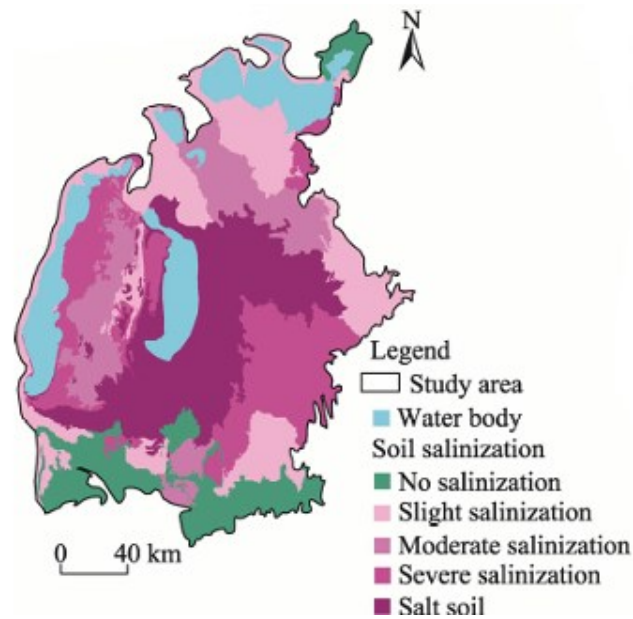 N
Legend
Study area
Water body
Soil salinization
No salinization
Slight salinization
Moderate salinization
Severe salinization
Salt soil
0 40 km